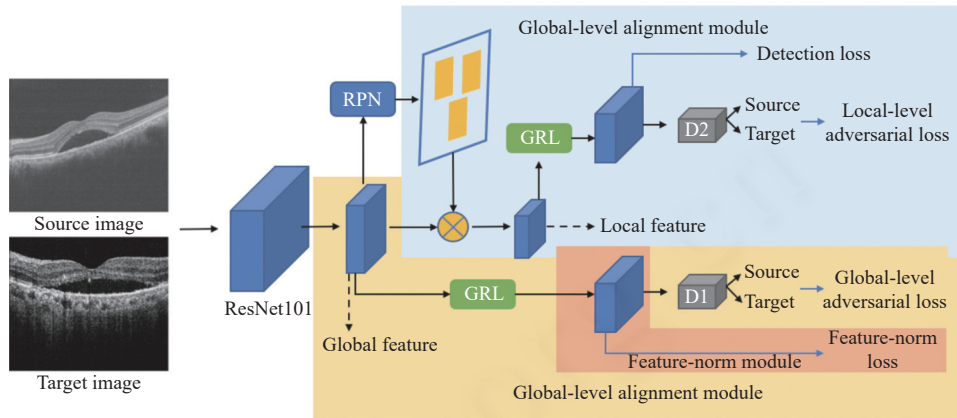 Global-level alignment module
Detection loss
RPN
Source
Target
D2
Local-level
adversarial loss
GRL
Source image
Local feature
ResNet101
GRL
Source
Target
D1
Global-level
adversarial loss
Global feature
Feature-norm module
Feature-norm
loss
Target image
Global-level alignment module